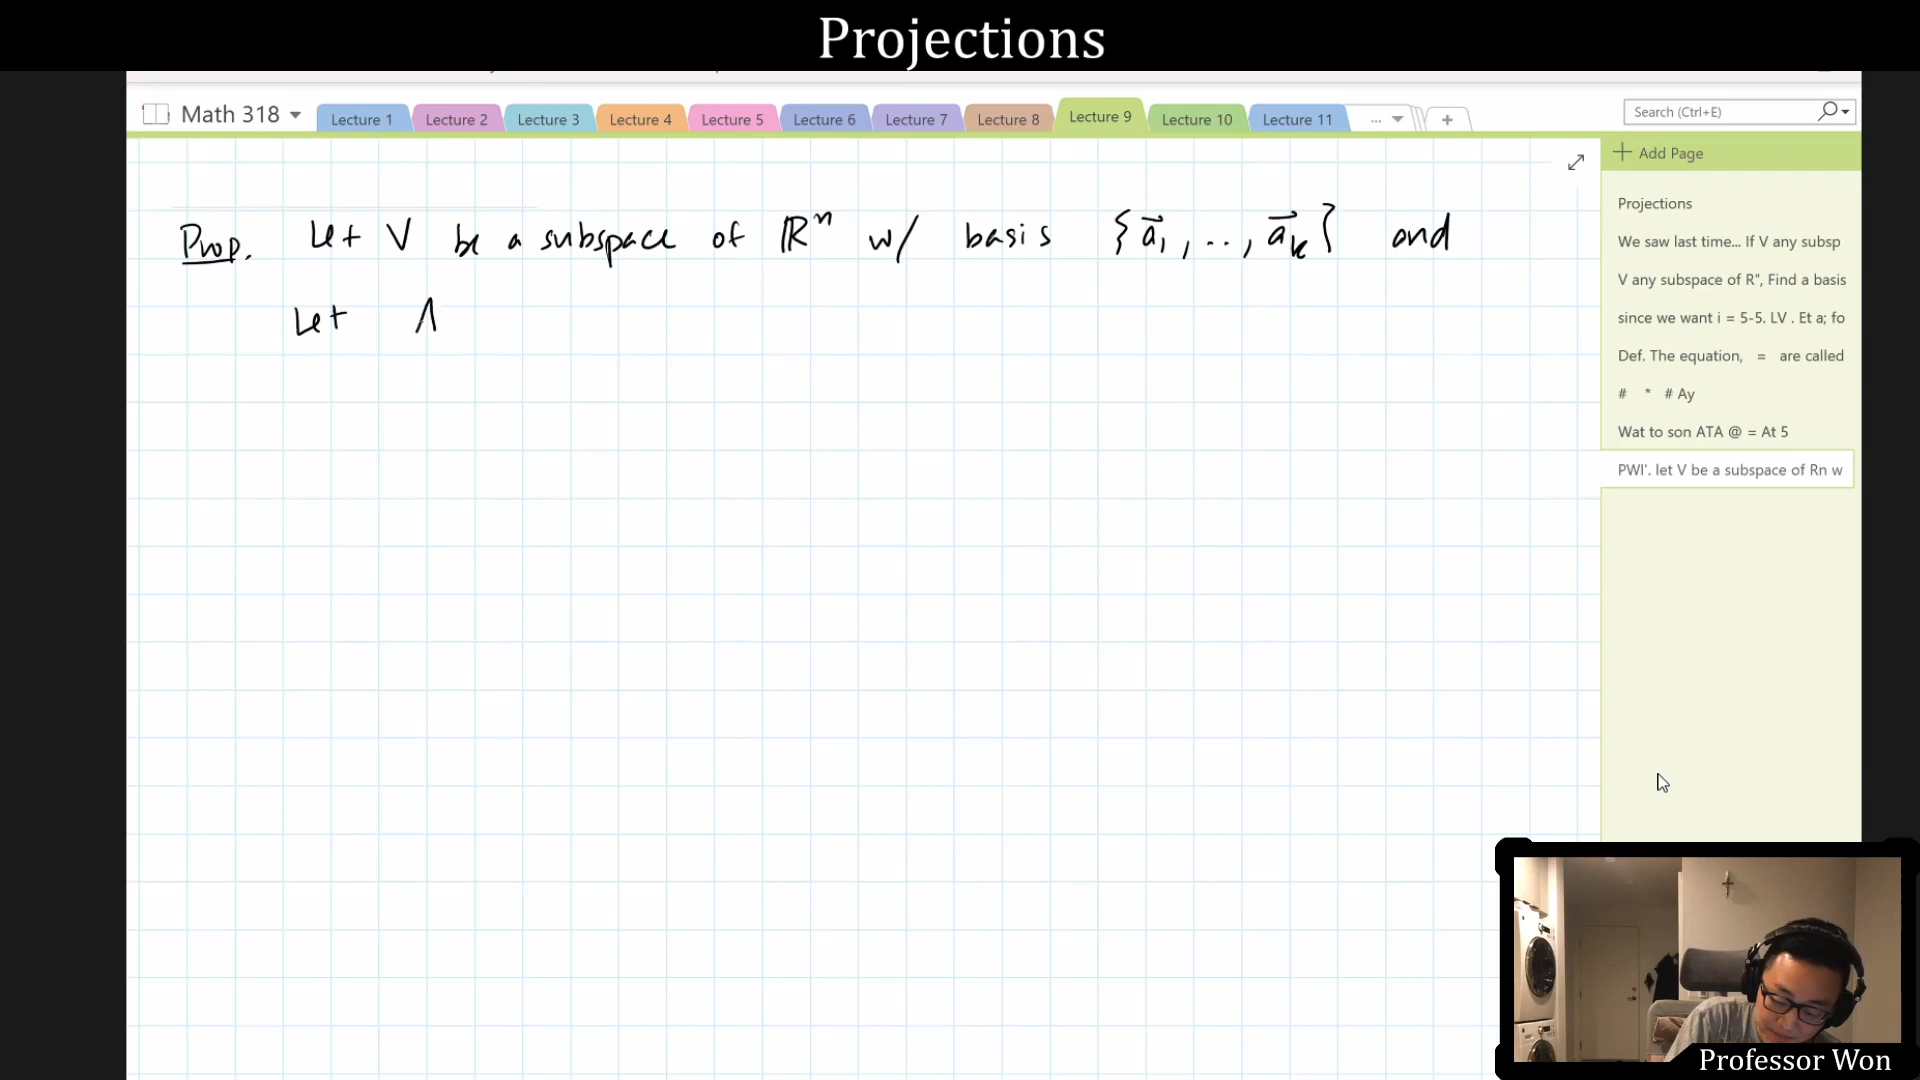 Projections
Math 318
Lecture 1
Lecture 2
Lecture 3
Lecture 4
Lecture 5
Lecture 6
Lecture 7
Lecture 8
Lecture 9
Lecture 10
Lecture 11
...
+
Search (Ctrl+E)
Add Page
Prop. Let V be a subspace of ℝⁿ w/ basis {a⃗₁, .., a⃗ₖ} and
Let
Projections
We saw last time... If V any subsp
V any subspace of R", Find a basis
since we want i = 5-5. LV . Et a; fo
Def. The equation, = are called
# * # Ay
Wat to son ATA @ = At 5
PWI'. let V be a subspace of Rn w
Professor Won